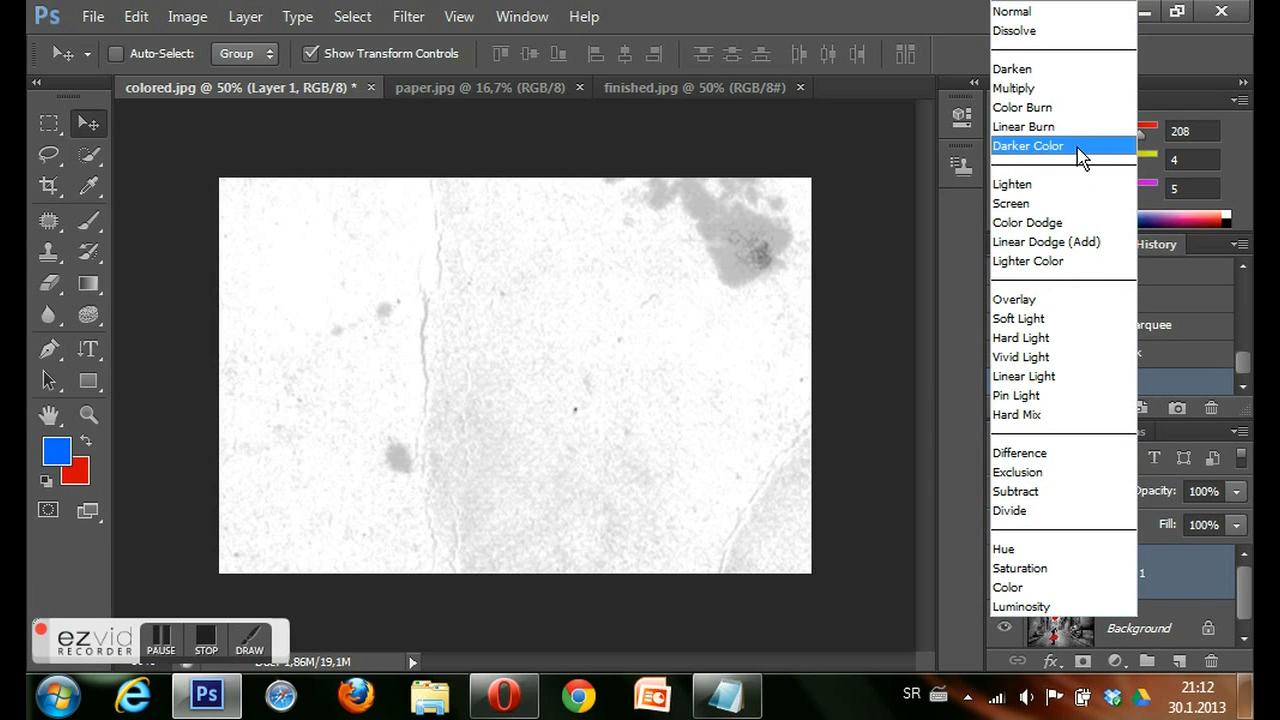 Ps File Edit Image Layer Type Select Filter View Window Help
Auto-Select: Group Show Transform Controls
colored.jpg @ 50% (Layer 1, RGB/8) * × paper.jpg @ 16,7% (RGB/8) × finished.jpg @ 50% (RGB/8#) ×
Normal
Dissolve
Darken
Multiply
Color Burn
Linear Burn
Darker Color
Lighten
Screen
Color Dodge
Linear Dodge (Add)
Lighter Color
Overlay
Soft Light
Hard Light
Vivid Light
Linear Light
Pin Light
Hard Mix
Difference
Exclusion
Subtract
Divide
Hue
Saturation
Color
Luminosity
208
4
5
History
Opacity: 100%
Fill: 100%
1
Background
fx
ezvid
RECORDER
PAUSE STOP DRAW
Ps SR 21:12
30.1.2013